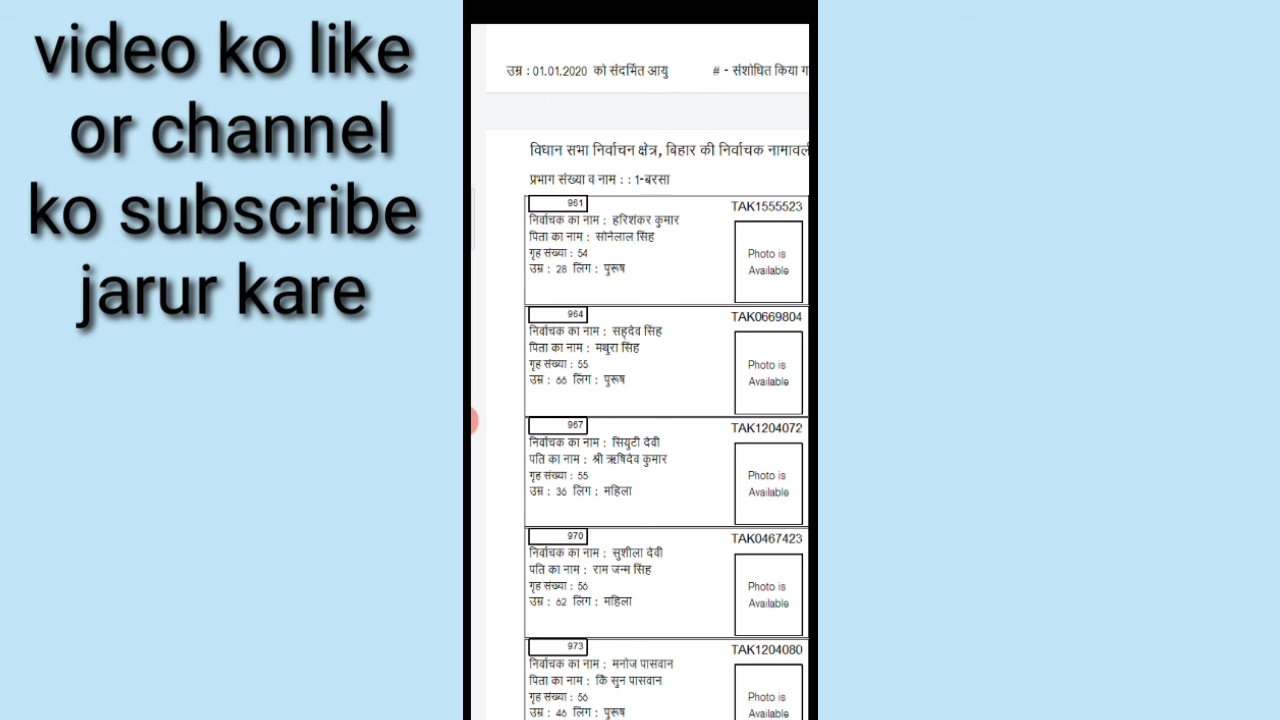 video ko like
or channel
ko subscribe
jarur kare
उम्र : 01.01.2020 को संदर्भित आयु # - संशोधित किया ग
विधान सभा निर्वाचन क्षेत्र, बिहार की निर्वाचक नामावली
प्रभाग संख्या व नाम : : 1-बरसा
961 TAK1555523
निर्वाचक का नाम : हरिशंकर कुमार
पिता का नाम : सोनेलाल सिंह
गृह संख्या : 54
उम्र : 28 लिंग : पुरूष
Photo is
Available
964 TAK0669804
निर्वाचक का नाम : सहृदेव सिंह
पिता का नाम : मथुरा सिंह
गृह संख्या : 55
उम्र : 66 लिंग : पुरूष
Photo is
Available
967 TAK1204072
निर्वाचक का नाम : सियुटी देवी
पति का नाम : श्री ऋषिदेव कुमार
गृह संख्या : 55
उम्र : 36 लिंग : महिला
Photo is
Available
970 TAK0467423
निर्वाचक का नाम : सुशीला देवी
पति का नाम : राम जन्म सिंह
गृह संख्या : 56
उम्र : 62 लिंग : महिला
Photo is
Available
973 TAK1204080
निर्वाचक का नाम : मनोज पासवान
पिता का नाम : कि सुन पासवान
गृह संख्या : 56
उम्र : 46 लिंग : पुरूष
Photo is
Available